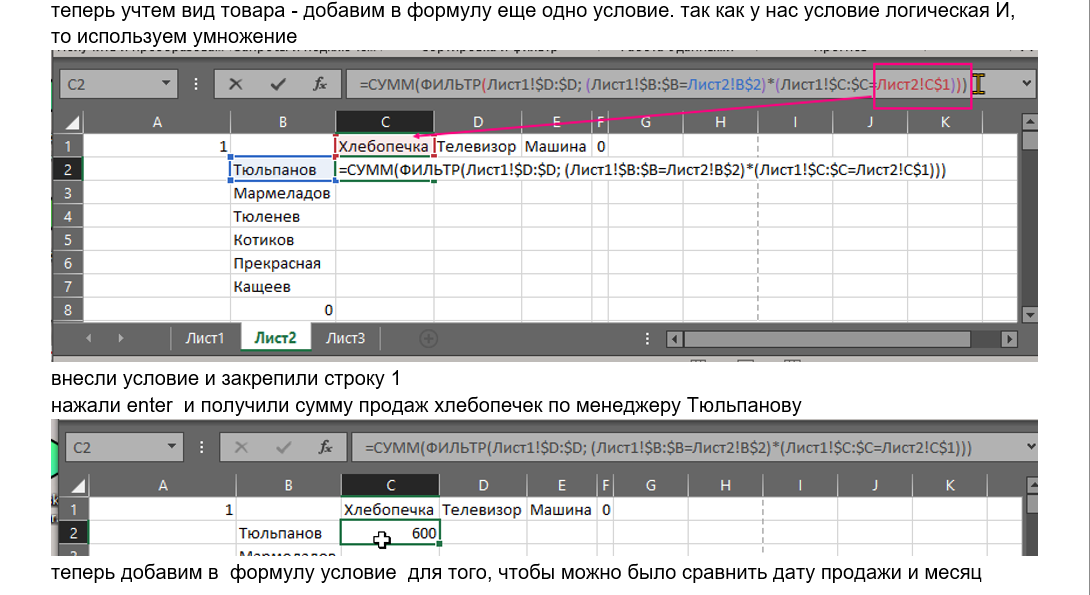 теперь учтем вид товара - добавим в формулу еще одно условие. так как у нас условие логическая И,
то используем умножение
C2 fx =СУММ(ФИЛЬТР(Лист1!$D:$D; (Лист1!$B:$B=Лист2!B$2)*(Лист1!$C:$C=Лист2!C$1)))
A B C D E F G H I J K
1 1 Хлебопечка Телевизор Машина 0
2 Тюльпанов =СУММ(ФИЛЬТР(Лист1!$D:$D; (Лист1!$B:$B=Лист2!B$2)*(Лист1!$C:$C=Лист2!C$1)))
3 Мармеладов
4 Тюленев
5 Котиков
6 Прекрасная
7 Кащеев
8 0
Лист1 Лист2 Лист3
внесли условие и закрепили строку 1
нажали enter и получили сумму продаж хлебопечек по менеджеру Тюльпанову
C2 fx =СУММ(ФИЛЬТР(Лист1!$D:$D; (Лист1!$B:$B=Лист2!B$2)*(Лист1!$C:$C=Лист2!C$1)))
A B C D E F G H I J K
1 1 Хлебопечка Телевизор Машина 0
2 Тюльпанов 600
теперь добавим в формулу условие для того, чтобы можно было сравнить дату продажи и месяц